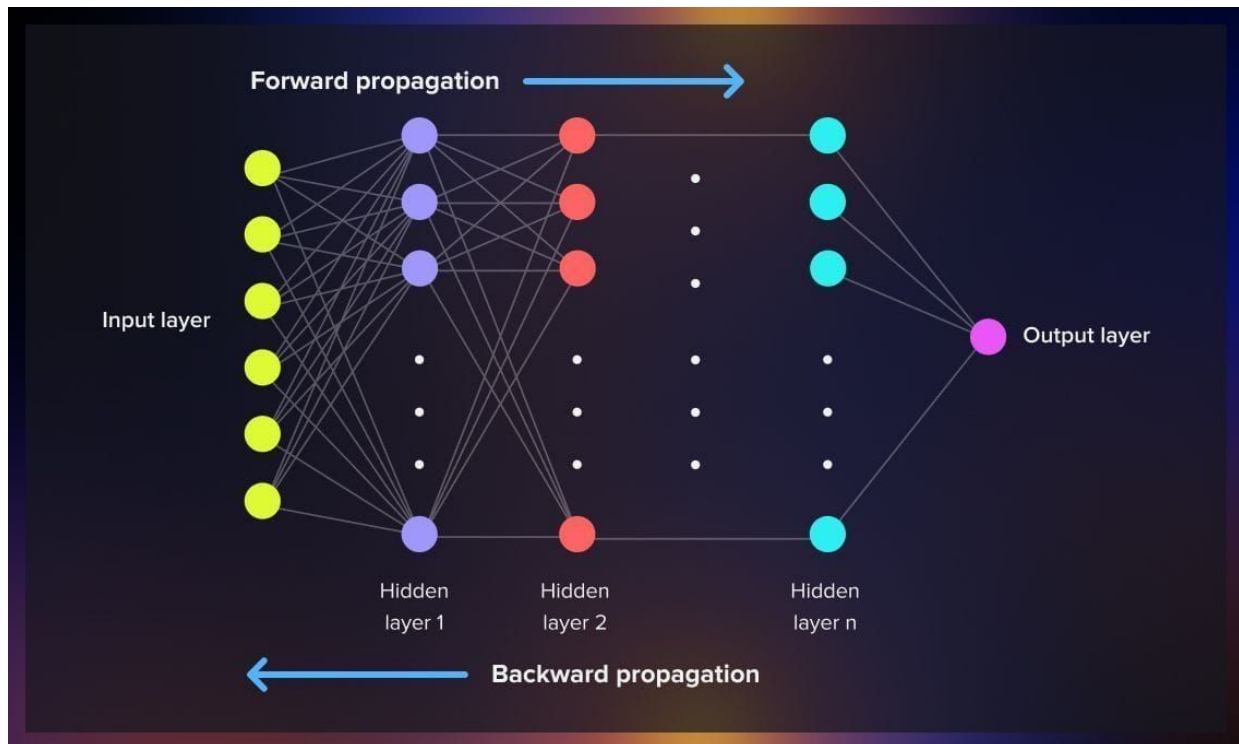 Forward propagation
Input layer
Output layer
Hidden
layer 1
Hidden
layer 2
Hidden
layer n
Backward propagation